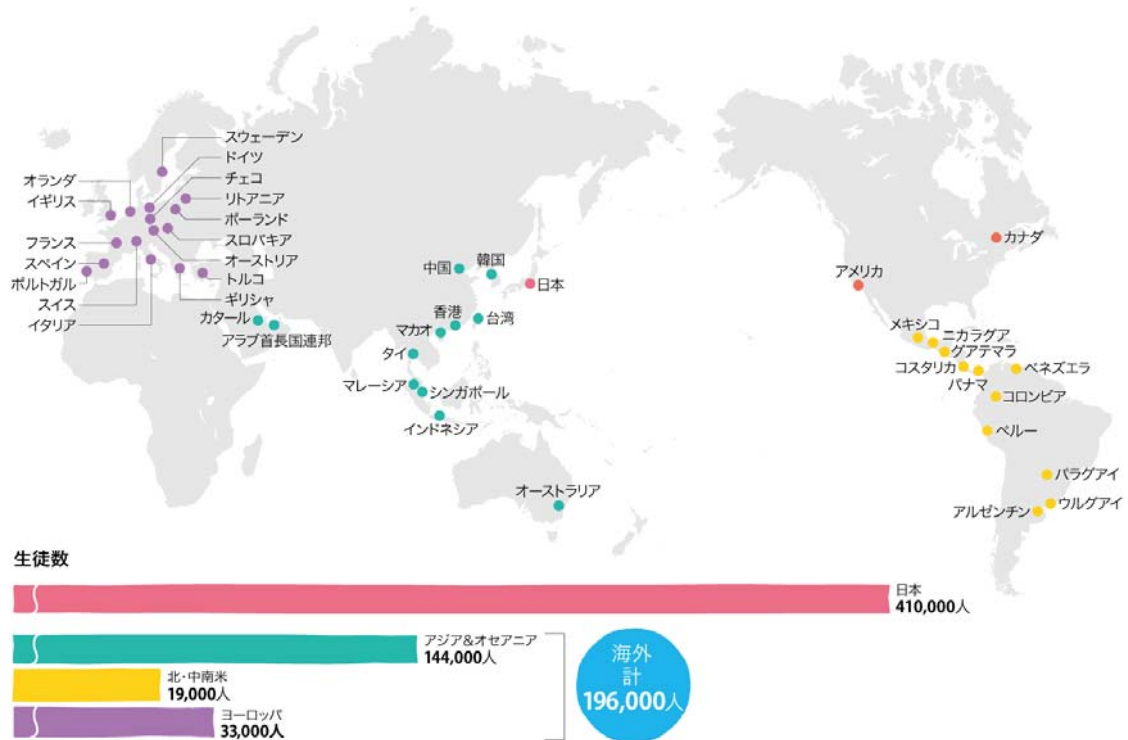 スウェーデン
ドイツ
チェコ
リトアニア
ポーランド
スロバキア
オーストリア
トルコ
ギリシャ
オランダ
イギリス
フランス
スペイン
ポルトガル
スイス
イタリア
カタール
アラブ首長国連邦
中国
韓国
日本
香港
台湾
マカオ
タイ
マレーシア
シンガポール
インドネシア
オーストラリア
カナダ
アメリカ
メキシコ
ニカラグア
グアテマラ
コスタリカ
パナマ
ベネズエラ
コロンビア
ペルー
パラグアイ
ウルグアイ
アルゼンチン
生徒数
日本
410,000人
アジア&オセアニア
144,000人
北・中南米
19,000人
ヨーロッパ
33,000人
海外
計
196,000人